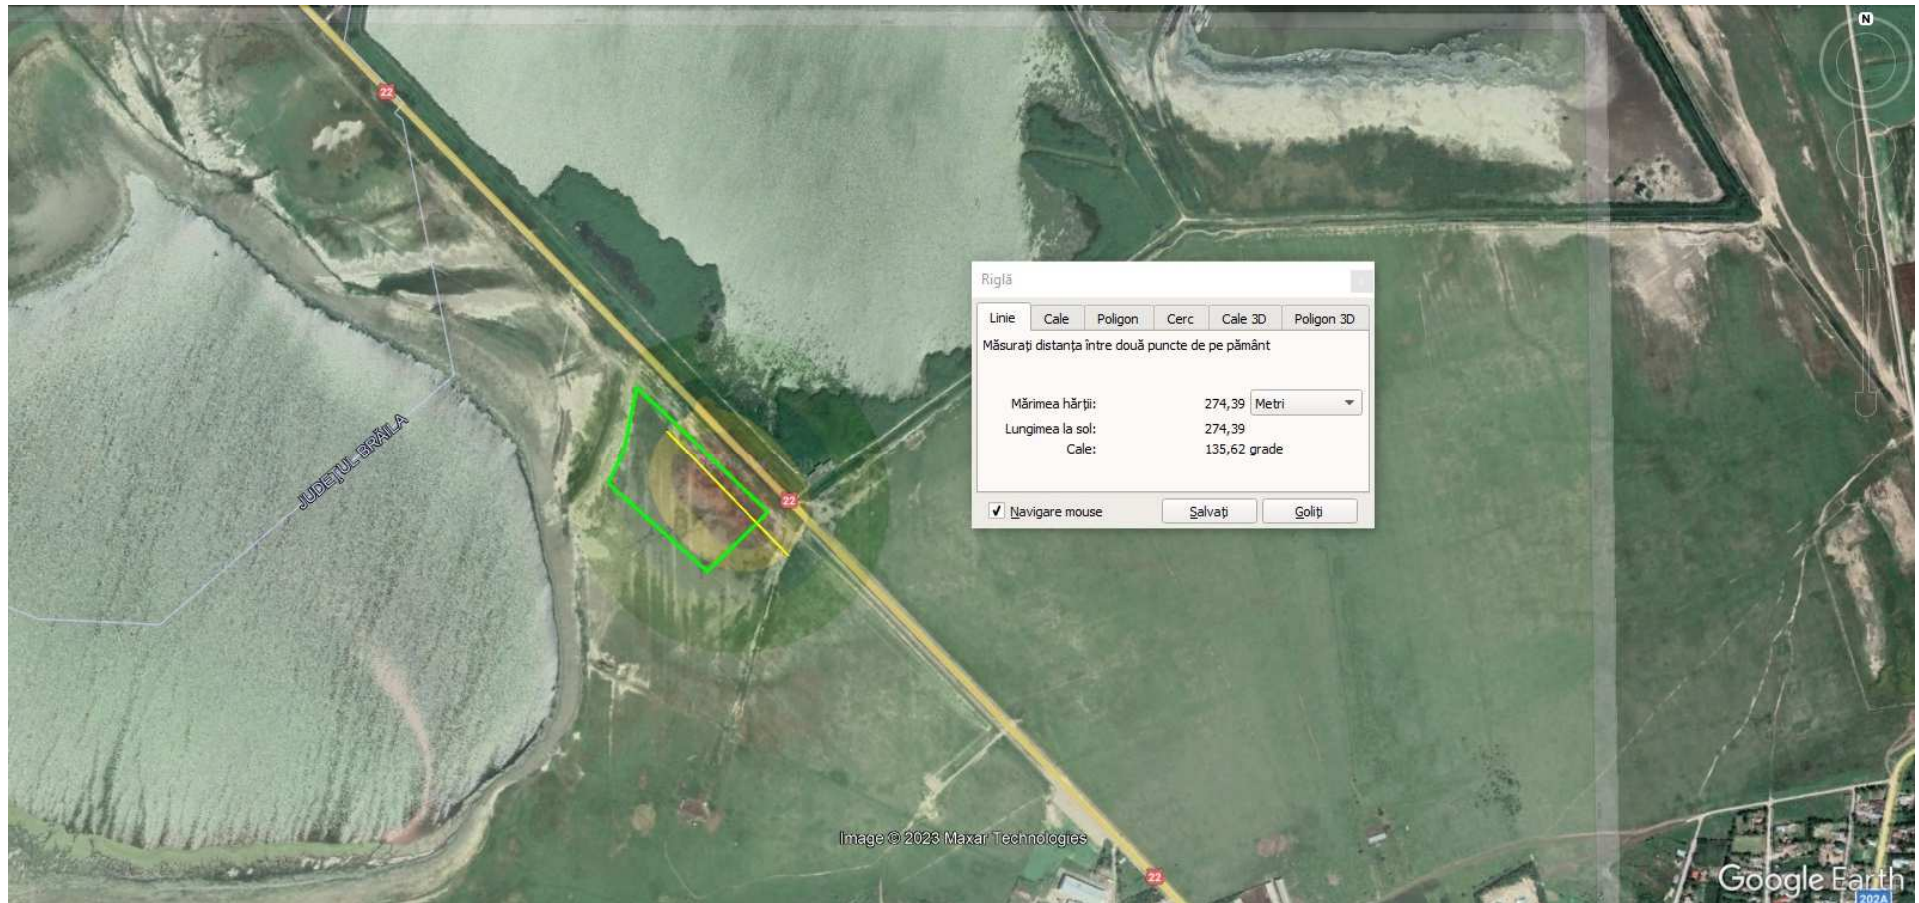 N
22
Riglă
Linie Cale Poligon Cerc Cale 3D Poligon 3D
Măsurați distanța între două puncte de pe pământ
Mărimea hărții: 274,39 Metri
Lungimea la sol: 274,39
Cale: 135,62 grade
Navigare mouse Salvați Goliți
JUDEŢUL BRĂILA
22
Image © 2023 Maxar Technologies
22
Google Earth
202A